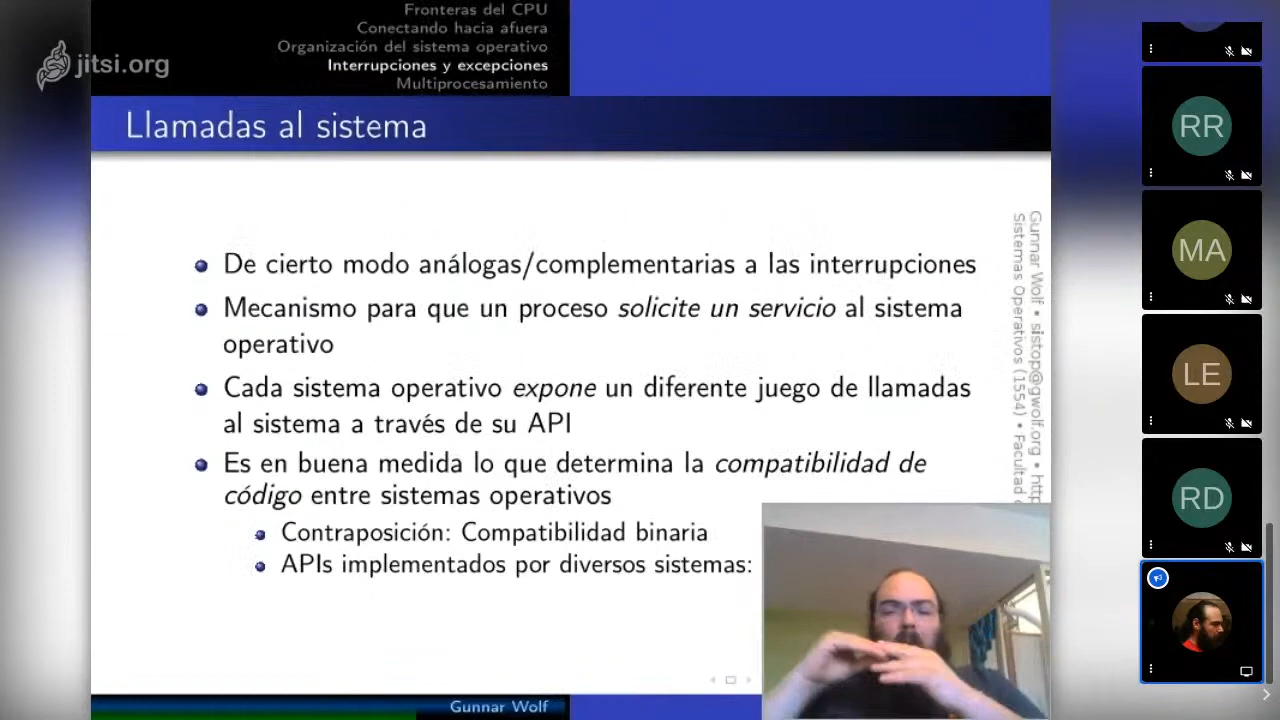 Fronteras del CPU
Conectando hacia afuera
Organización del sistema operativo
Interrupciones y excepciones
Multiprocesamiento
jitsi.org
Llamadas al sistema
De cierto modo análogas/complementarias a las interrupciones
Mecanismo para que un proceso solicite un servicio al sistema
operativo
Cada sistema operativo expone un diferente juego de llamadas
al sistema a través de su API
Es en buena medida lo que determina la compatibilidad de
código entre sistemas operativos
Contraposición: Compatibilidad binaria
APIs implementados por diversos sistemas:
Gunnar Wolf • sistop@gwolf.org • http
Sistemas Operativos (1554) • Facultad
Gunnar Wolf
RR
MA
LE
RD